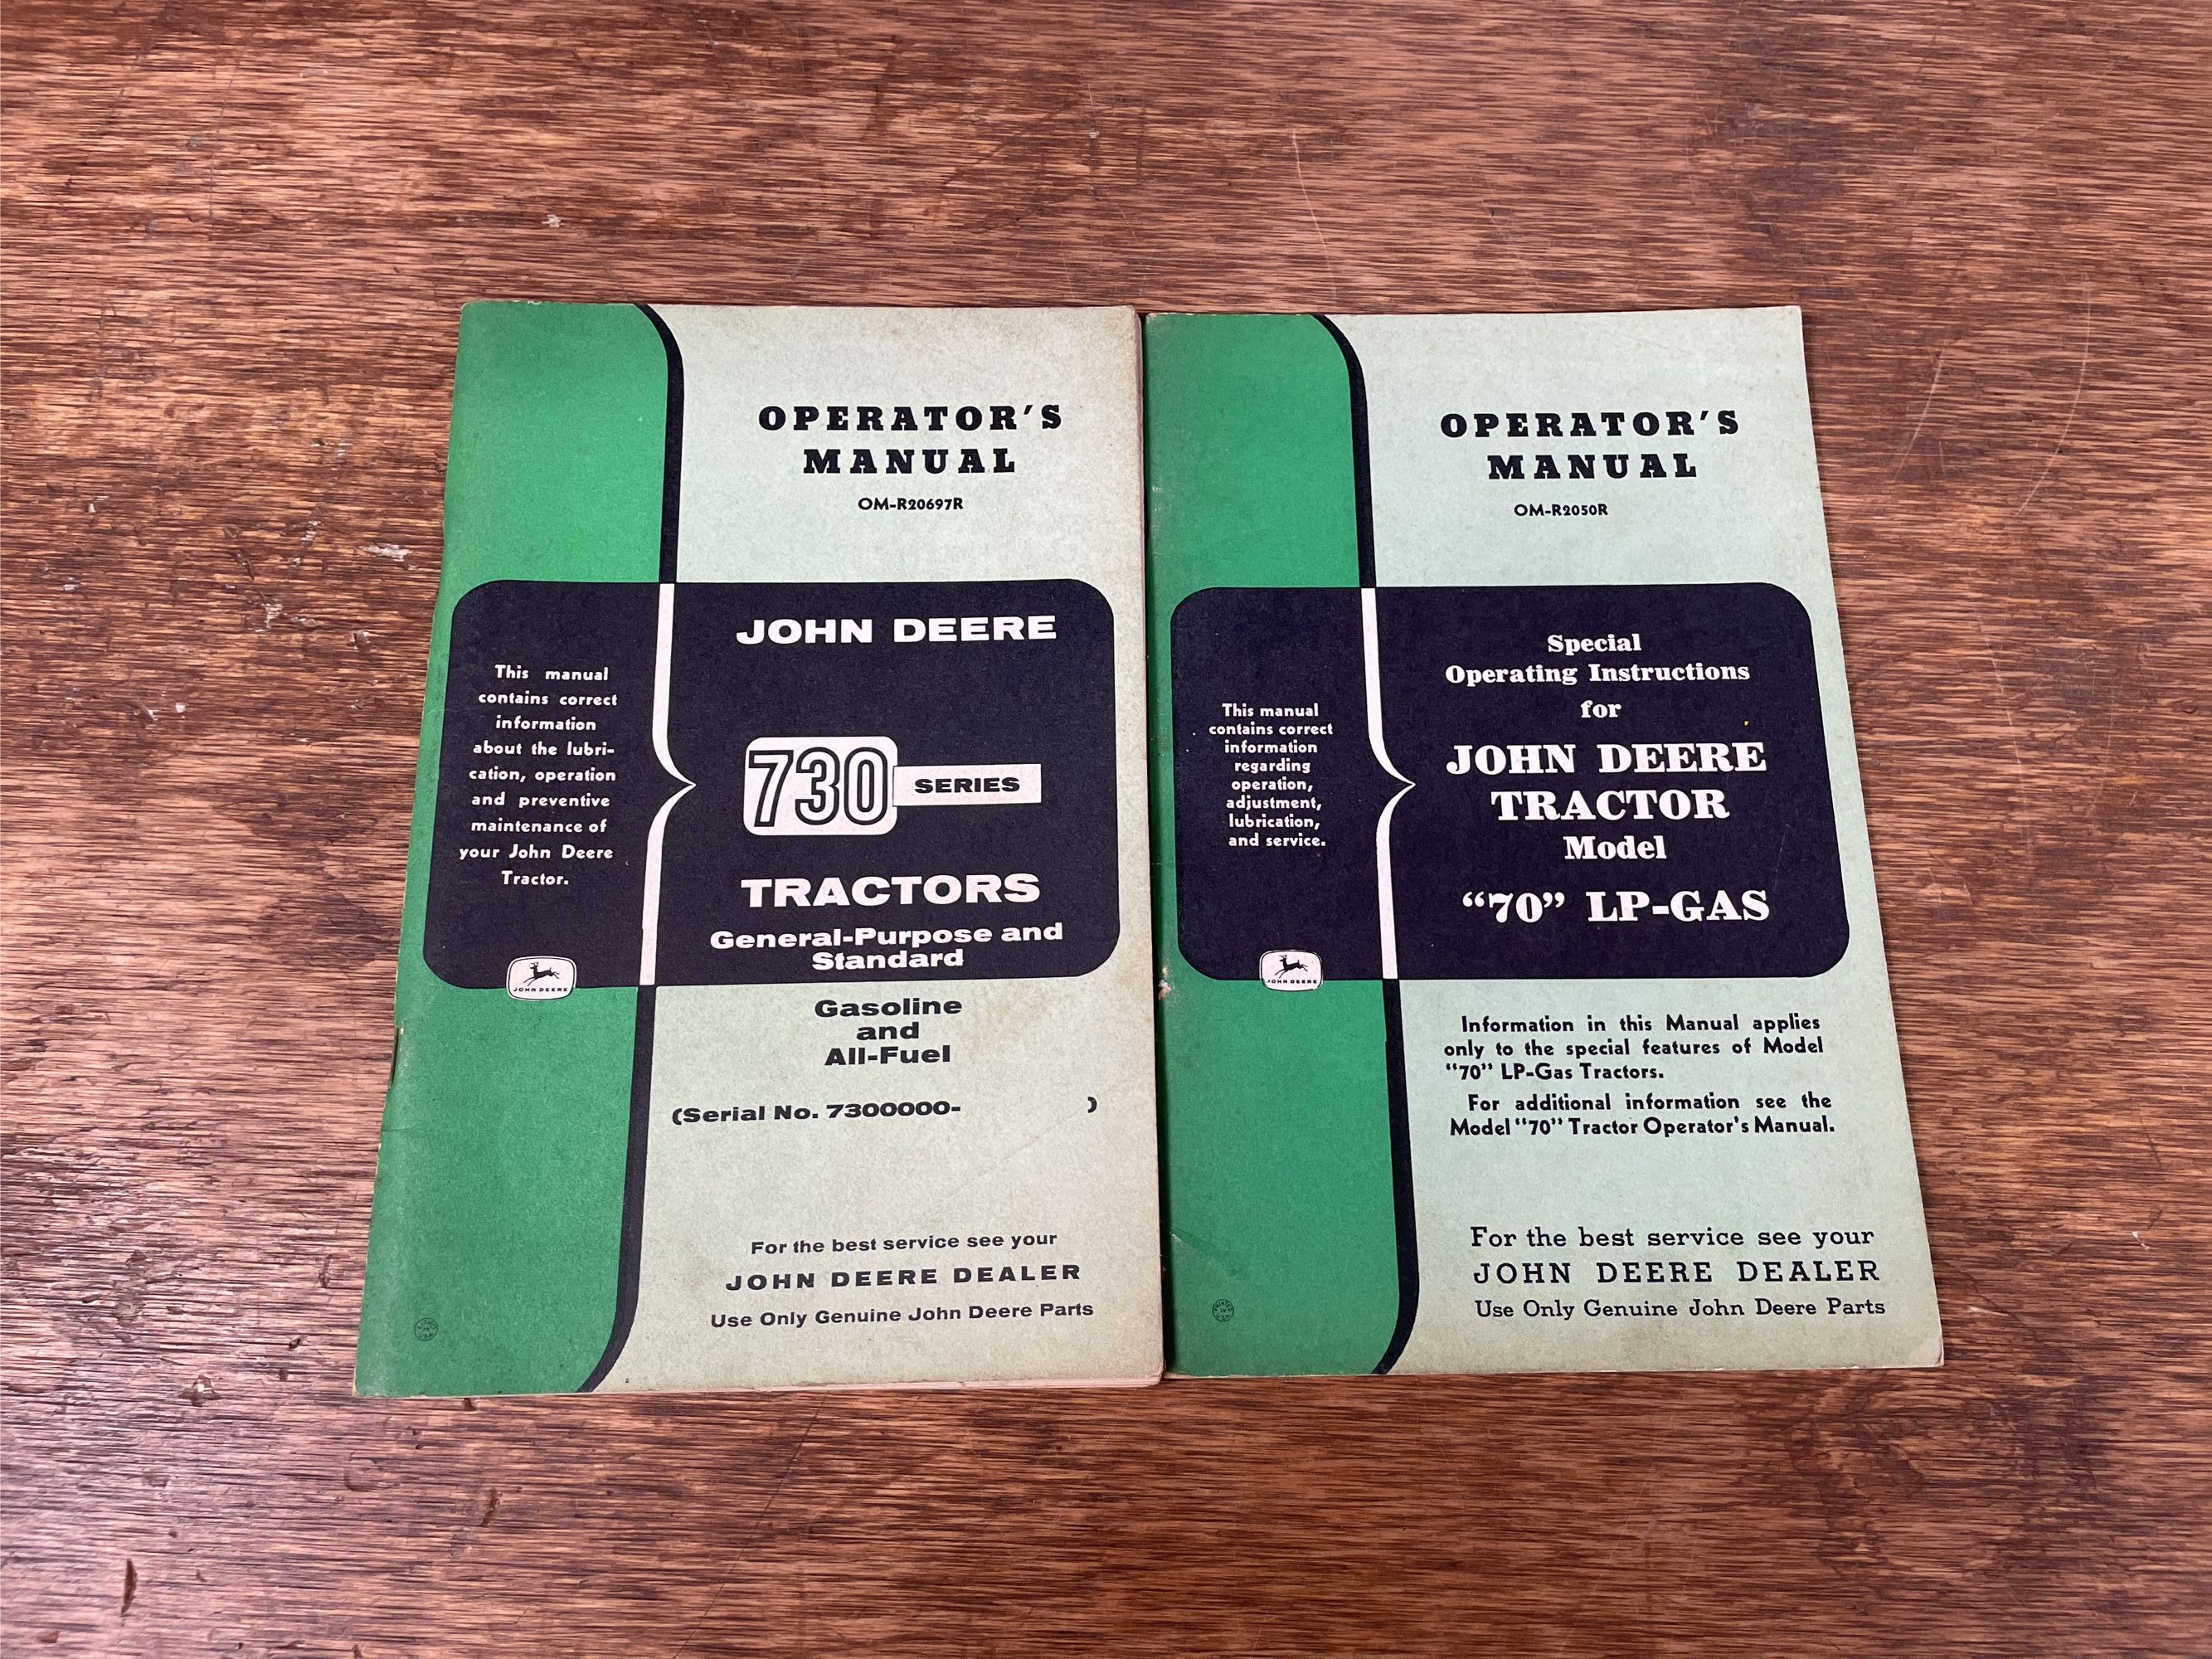 OPERATOR'S
MANUAL
OM-R20697R
This manual
contains correct
information
about the lubri-
cation, operation
and preventive
maintenance of
your John Deere
Tractor.
JOHN DEERE
730 SERIES
TRACTORS
General-Purpose and
Standard
JOHN DEERE
Gasoline
and
All-Fuel
(Serial No. 7300000- )
For the best service see your
JOHN DEERE DEALER
Use Only Genuine John Deere Parts
OPERATOR'S
MANUAL
OM-R2050R
This manual
contains correct
information
regarding
operation,
adjustment,
lubrication,
and service.
Special
Operating Instructions
for
JOHN DEERE
TRACTOR
Model
"70" LP-GAS
JOHN DEERE
Information in this Manual applies
only to the special features of Model
"70" LP-Gas Tractors.
For additional information see the
Model "70" Tractor Operator's Manual.
For the best service see your
JOHN DEERE DEALER
Use Only Genuine John Deere Parts
PRINTED
IN
U.S.A.